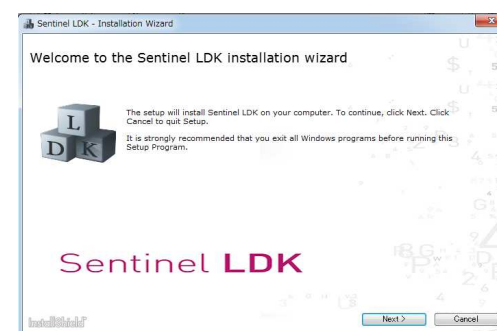 Sentinel LDK - Installation Wizard
Welcome to the Sentinel LDK installation wizard
The setup will install Sentinel LDK on your computer. To continue, click Next. Click
Cancel to quit Setup.
It is strongly recommended that you exit all Windows programs before running this
Setup Program.
L
D K
Sentinel LDK
InstallShield
Next >
Cancel